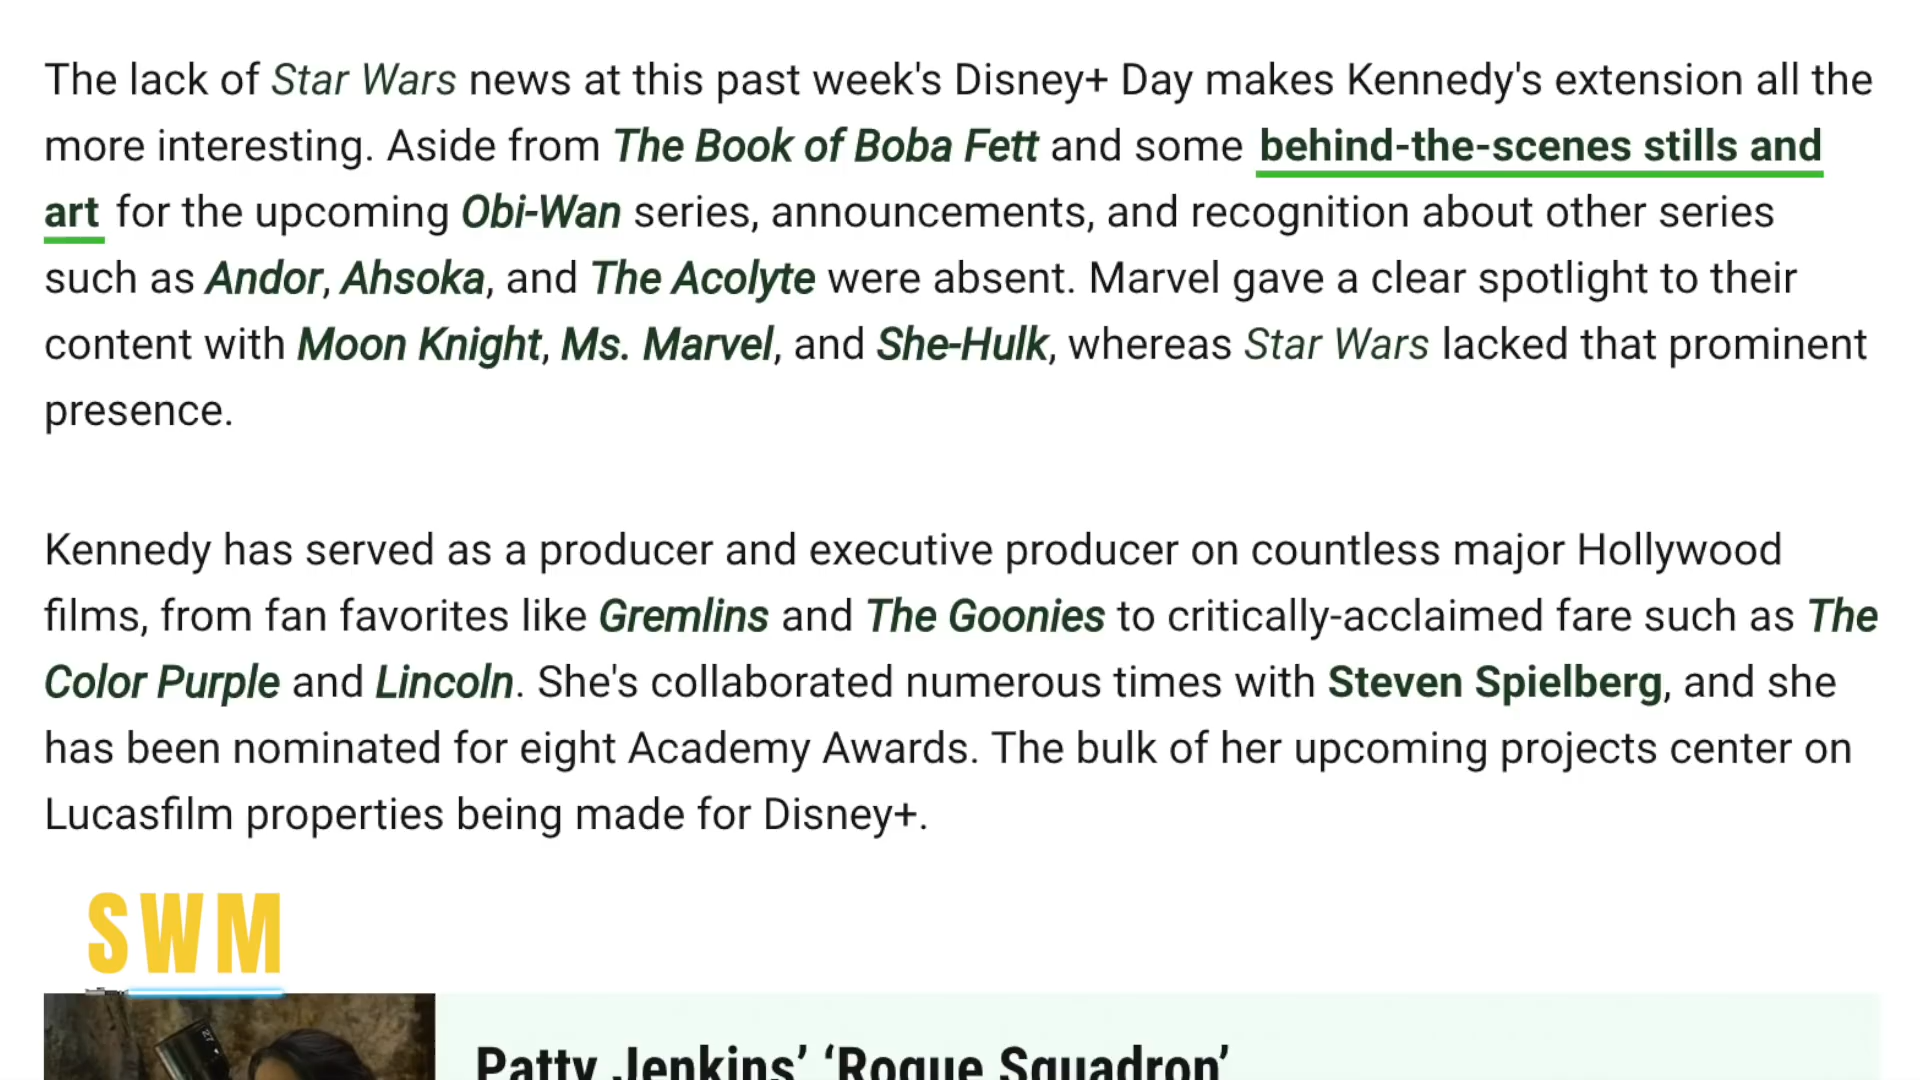 The lack of Star Wars news at this past week's Disney+ Day makes Kennedy's extension all the
more interesting. Aside from The Book of Boba Fett and some behind-the-scenes stills and
art for the upcoming Obi-Wan series, announcements, and recognition about other series
such as Andor, Ahsoka, and The Acolyte were absent. Marvel gave a clear spotlight to their
content with Moon Knight, Ms. Marvel, and She-Hulk, whereas Star Wars lacked that prominent
presence.
Kennedy has served as a producer and executive producer on countless major Hollywood
films, from fan favorites like Gremlins and The Goonies to critically-acclaimed fare such as The
Color Purple and Lincoln. She's collaborated numerous times with Steven Spielberg, and she
has been nominated for eight Academy Awards. The bulk of her upcoming projects center on
Lucasfilm properties being made for Disney+.
SWM
Patty Jenkins’ ‘Rogue Squadron’